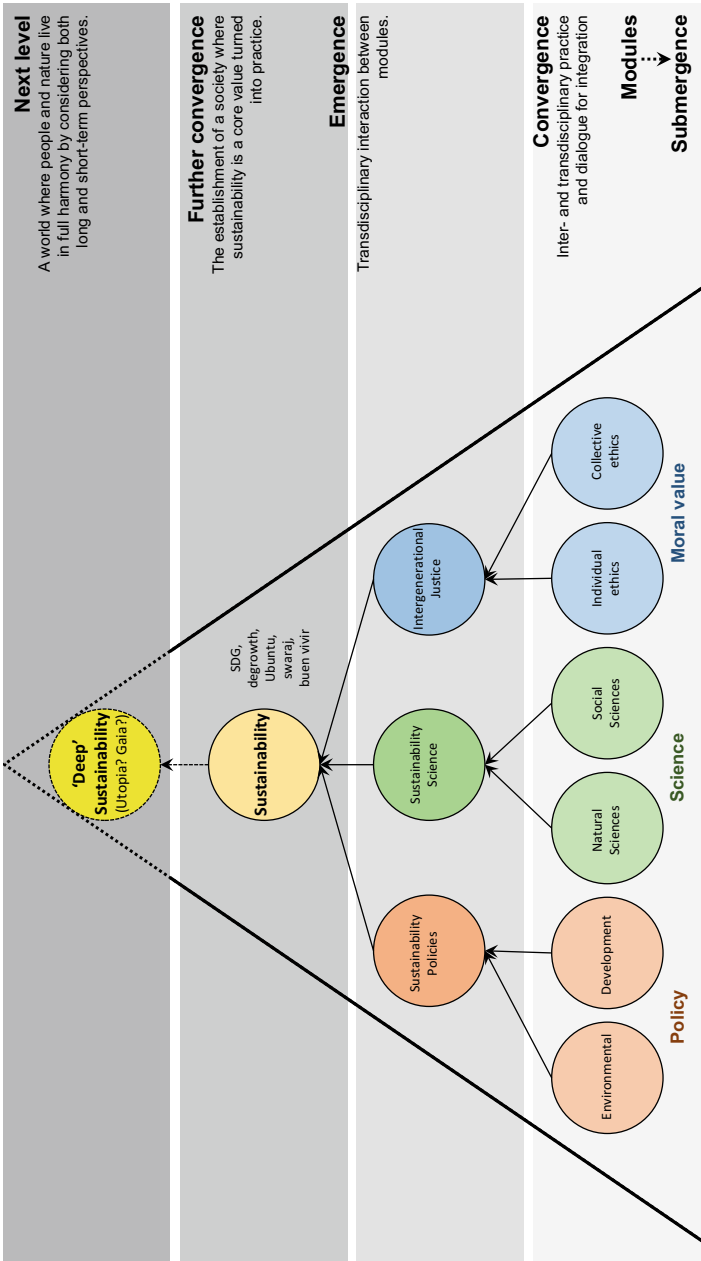 Next level
A world where people and nature live
in full harmony by considering both
long and short-term perspectives.
'Deep'
Sustainability
(Utopia? Gaia?)
Further convergence
The establishment of a society where
sustainability is a core value turned
into practice.
Sustainability
SDG,
degrowth,
Ubuntu,
swaraj,
buen vivir
Emergence
Transdisciplinary interaction between
modules.
Sustainability
Policies
Sustainability
Science
Intergenerational
Justice
Convergence
Inter- and transdisciplinary practice
and dialogue for integration
Environmental
Development
Natural
Sciences
Social
Sciences
Individual
ethics
Collective
ethics
Modules
Policy
Science
Moral value
Submergence